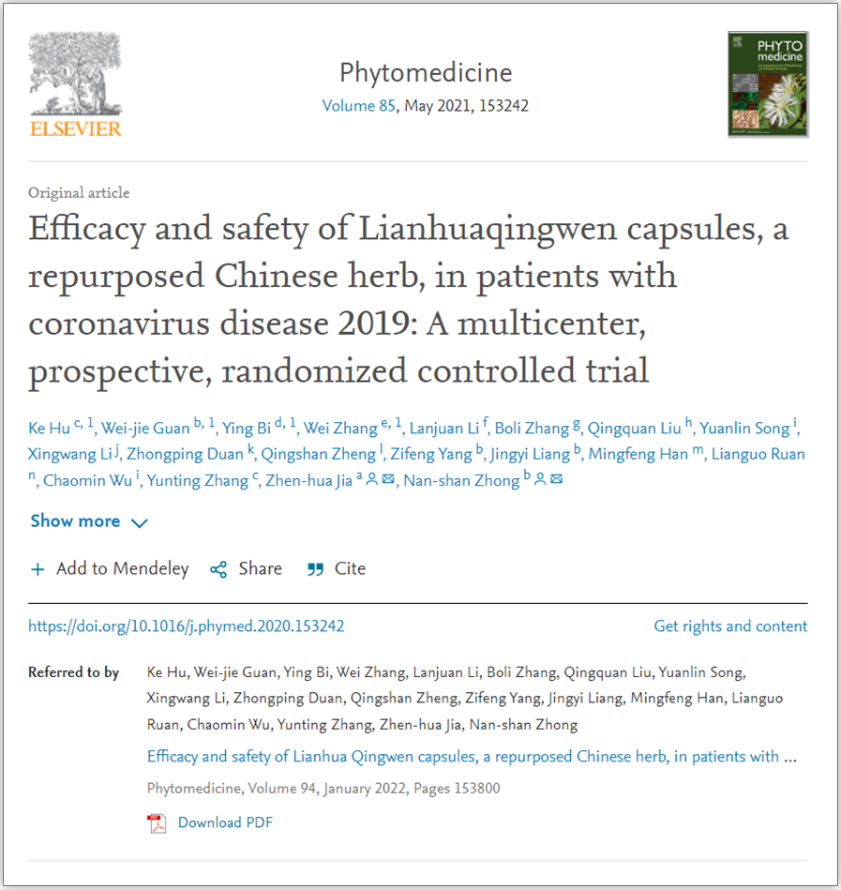 ELSEVIER
Phytomedicine
Volume 85, May 2021, 153242
PHYTO
medicine
Original article
Efficacy and safety of Lianhuaqingwen capsules, a
repurposed Chinese herb, in patients with
coronavirus disease 2019: A multicenter,
prospective, randomized controlled trial
Ke Hu c, 1, Wei-jie Guan b, 1, Ying Bi d, 1, Wei Zhang e, 1, Lanjuan Li f, Boli Zhang g, Qingquan Liu h, Yuanlin Song i,
Xingwang Li j, Zhongping Duan k, Qingshan Zheng l, Zifeng Yang b, Jingyi Liang b, Mingfeng Han m, Lianguo Ruan
n, Chaomin Wu i, Yunting Zhang c, Zhen-hua Jia a, Nan-shan Zhong b
Show more
Add to Mendeley Share Cite
https://doi.org/10.1016/j.phymed.2020.153242 Get rights and content
Referred to by Ke Hu, Wei-jie Guan, Ying Bi, Wei Zhang, Lanjuan Li, Boli Zhang, Qingquan Liu, Yuanlin Song,
Xingwang Li, Zhongping Duan, Qingshan Zheng, Zifeng Yang, Jingyi Liang, Mingfeng Han, Lianguo
Ruan, Chaomin Wu, Yunting Zhang, Zhen-hua Jia, Nan-shan Zhong
Efficacy and safety of Lianhua Qingwen capsules, a repurposed Chinese herb, in patients with ...
Phytomedicine, Volume 94, January 2022, Pages 153800
Download PDF